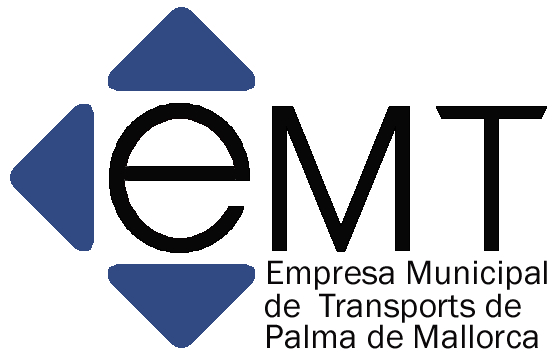 eMT
Empresa Municipal
de Transports de
Palma de Mallorca